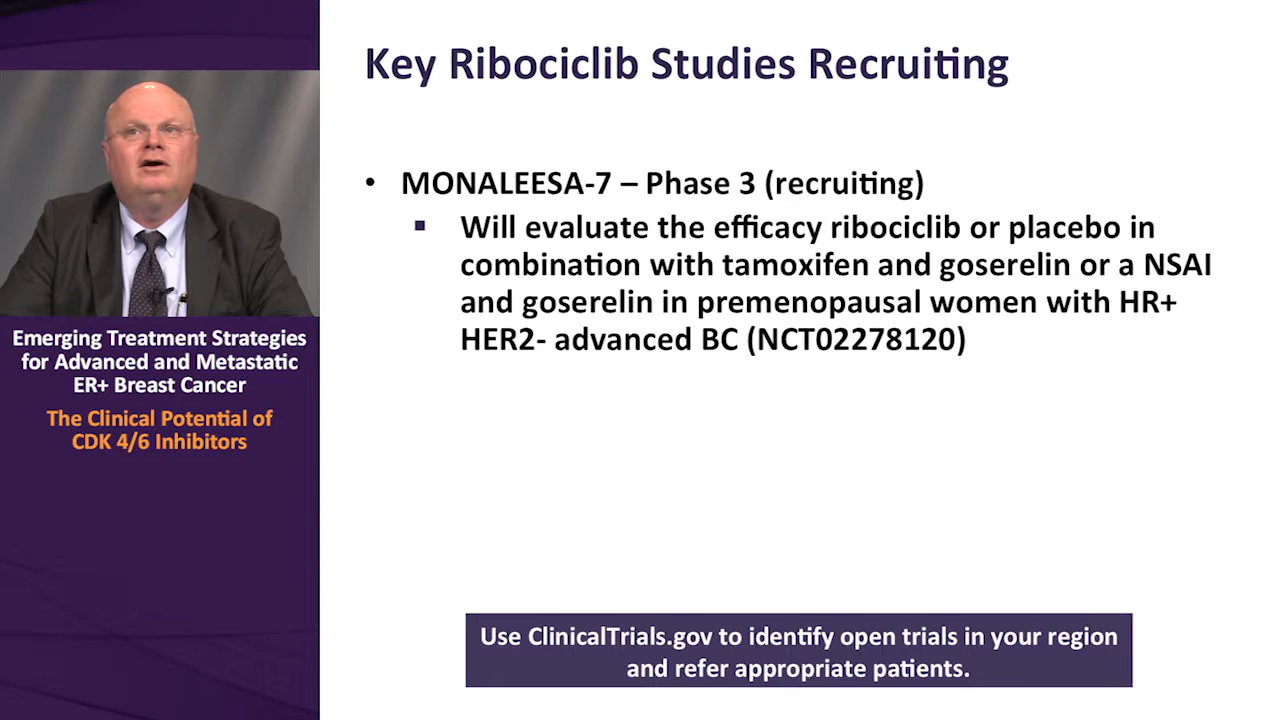 Key Ribociclib Studies Recruiting
• MONALEESA-7 – Phase 3 (recruiting)
▪ Will evaluate the efficacy ribociclib or placebo in
combination with tamoxifen and goserelin or a NSAI
and goserelin in premenopausal women with HR+
HER2- advanced BC (NCT02278120)
Emerging Treatment Strategies
for Advanced and Metastatic
ER+ Breast Cancer
The Clinical Potential of
CDK 4/6 Inhibitors
Use ClinicalTrials.gov to identify open trials in your region
and refer appropriate patients.